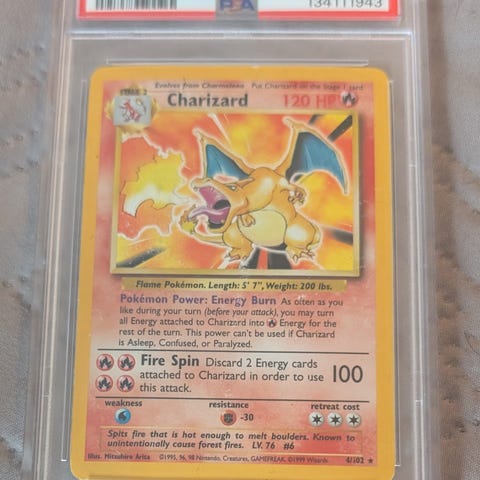 PSA
134111943
Evolves from Charmeleon Put Charizard on the Stage 1 card
STAGE 2
Charizard 120 HP
Flame Pokémon. Length: 5' 7", Weight: 200 lbs.
Pokémon Power: Energy Burn As often as you
like during your turn (before your attack), you may turn
all Energy attached to Charizard into Energy for the
rest of the turn. This power can't be used if Charizard
is Asleep, Confused, or Paralyzed.
Fire Spin Discard 2 Energy cards
attached to Charizard in order to use
this attack.
100
weakness resistance retreat cost
-30
Spits fire that is hot enough to melt boulders. Known to
unintentionally cause forest fires. LV. 76 #6
Illus. Mitsuhiro Arita ©1995, 96, 98 Nintendo, Creatures, GAMEFREAK. ©1999 Wizards. 4/102 ★